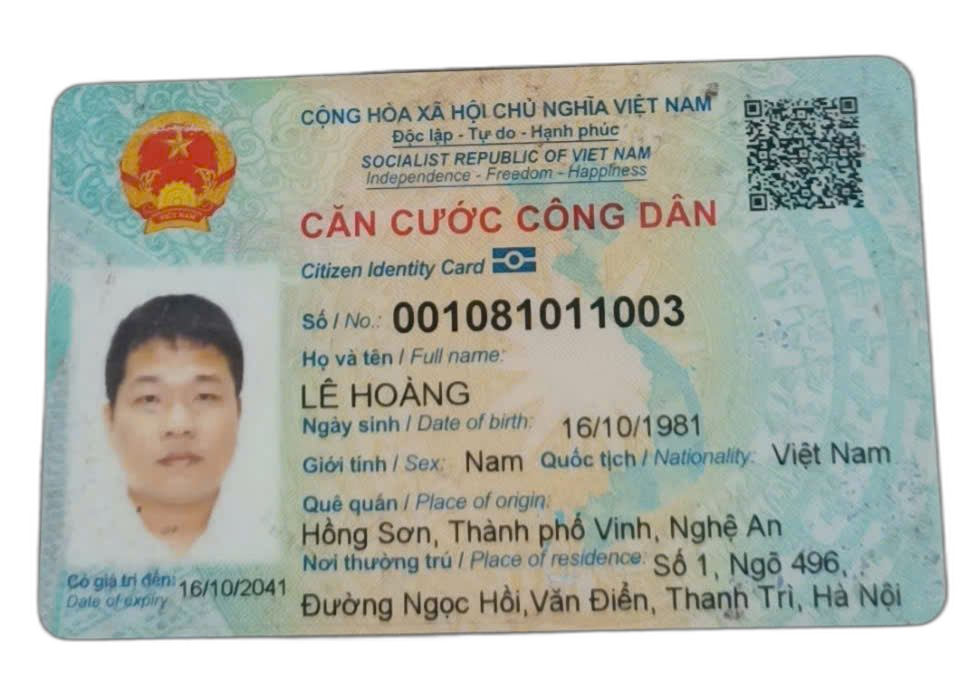 CỘNG HÒA XÃ HỘI CHỦ NGHĨA VIỆT NAM
Độc lập - Tự do - Hạnh phúc
SOCIALIST REPUBLIC OF VIET NAM
Independence - Freedom - Happiness
VIỆT NAM
CĂN CƯỚC CÔNG DÂN
Citizen Identity Card
Số / No.: 001081011003
Họ và tên / Full name:
LÊ HOÀNG
Ngày sinh / Date of birth: 16/10/1981
Giới tính / Sex: Nam Quốc tịch / Nationality: Việt Nam
Quê quán / Place of origin:
Hồng Sơn, Thành phố Vinh, Nghệ An
Nơi thường trú / Place of residence: Số 1, Ngõ 496,
Đường Ngọc Hồi,Văn Điển, Thanh Trì, Hà Nội
Có giá trị đến: 16/10/2041
Date of expiry